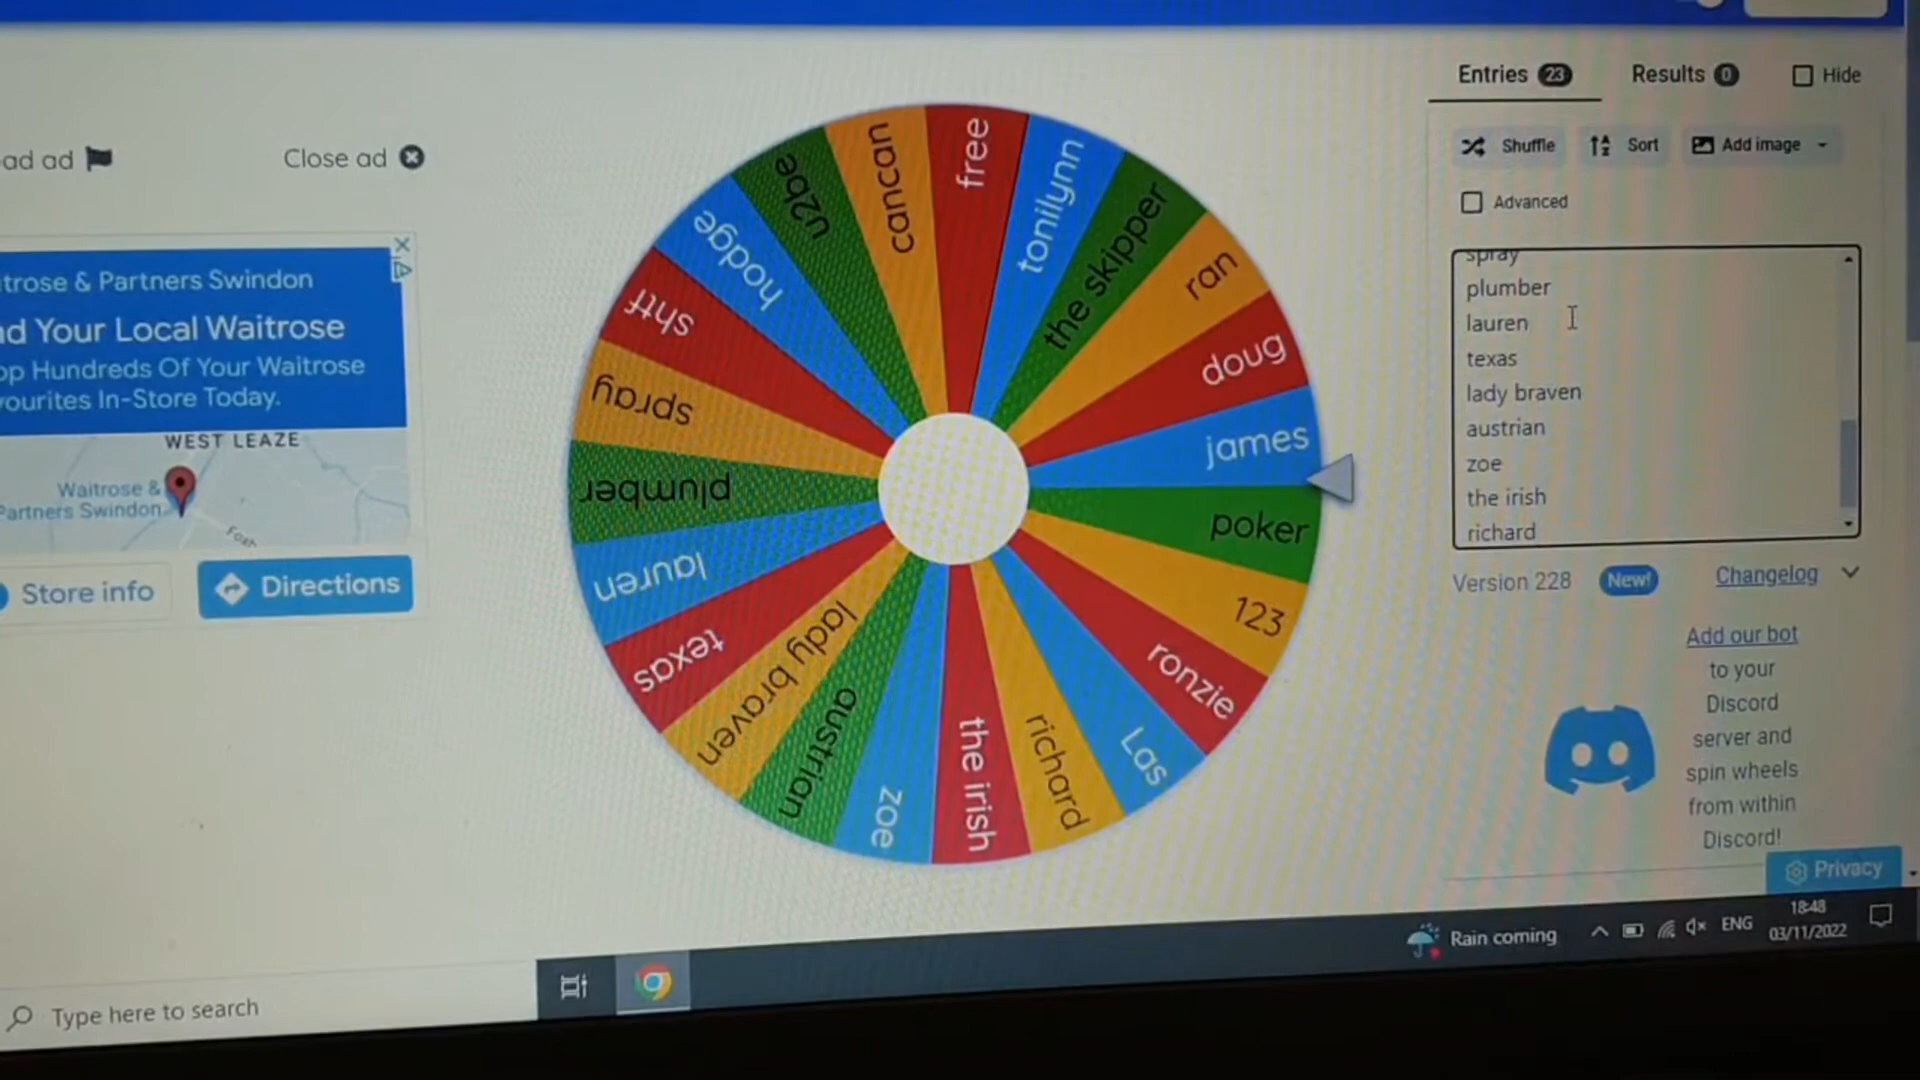 Entries 23 Results 0 Hide
ad ad Close ad
Shuffle Sort Add image
Advanced
trose & Partners Swindon
d Your Local Waitrose
op Hundreds Of Your Waitrose
vourites In-Store Today.
WEST LEAZE
Waitrose &
Partners Swindon
Store info
Directions
free
tonilynn
the skipper
ran
doug
james
poker
123
ronzie
Las
richard
the irish
zoe
austrian
lady braven
texas
lauren
plumber
spray
shtf
hodge
u2be
cancan
spray
plumber
lauren
texas
lady braven
austrian
zoe
the irish
richard
Version 228 New! Changelog
Add our bot
to your
Discord
server and
spin wheels
from within
Discord!
Privacy
Rain coming
ENG
18:48
03/11/2022
Type here to search